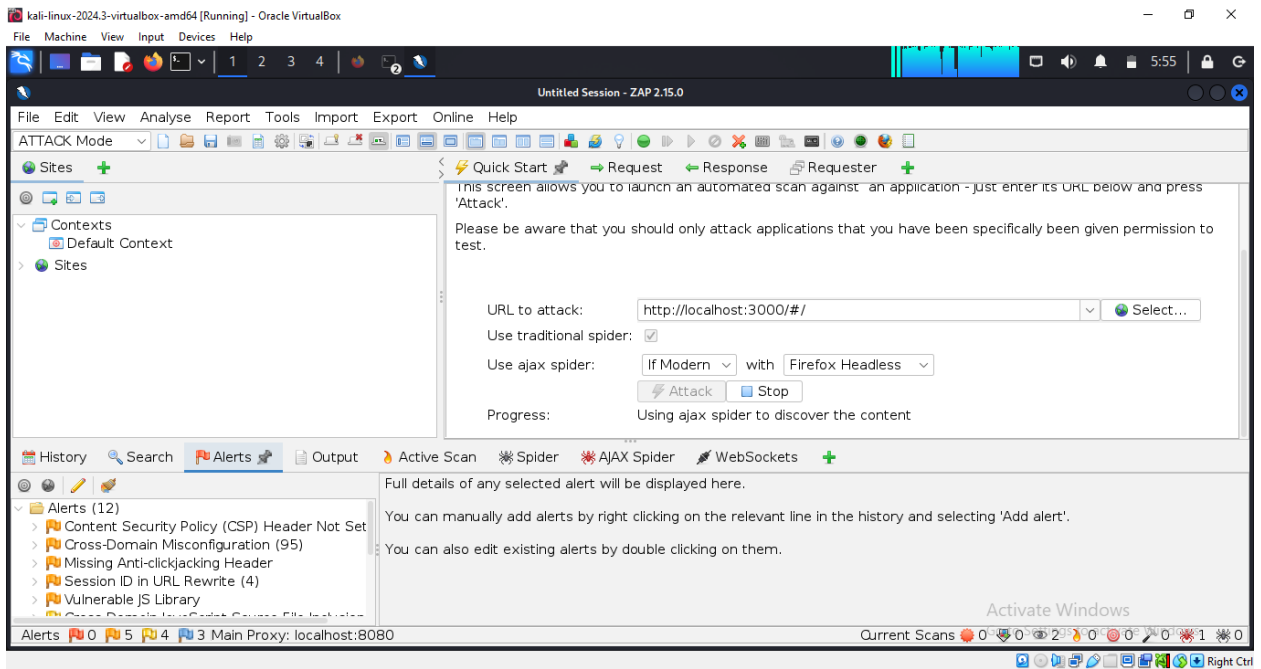 kali-linux-2024.3-virtualbox-amd64 [Running] - Oracle VirtualBox
File Machine View Input Devices Help
1 2 3 4 2 5:55
Untitled Session - ZAP 2.15.0
File Edit View Analyse Report Tools Import Export Online Help
ATTACK Mode
Sites
Quick Start Request Response Requester
This screen allows you to launch an automated scan against an application - just enter its URL below and press
'Attack'.
Please be aware that you should only attack applications that you have been specifically been given permission to
test.
Contexts
Default Context
Sites
URL to attack: http://localhost:3000/#/ Select...
Use traditional spider:
Use ajax spider: If Modern with Firefox Headless
Attack Stop
Progress: Using ajax spider to discover the content
History Search Alerts Output Active Scan Spider AJAX Spider WebSockets
Alerts (12)
Content Security Policy (CSP) Header Not Set
Cross-Domain Misconfiguration (95)
Missing Anti-clickjacking Header
Session ID in URL Rewrite (4)
Vulnerable JS Library
Cross-Domain JavaScript Source File Inclusion
Full details of any selected alert will be displayed here.
You can manually add alerts by right clicking on the relevant line in the history and selecting 'Add alert'.
You can also edit existing alerts by double clicking on them.
Activate Windows
Alerts 0 5 4 3 Main Proxy: localhost:8080
Current Scans 0 0 2 0 0 0 1 0
Right Ctrl